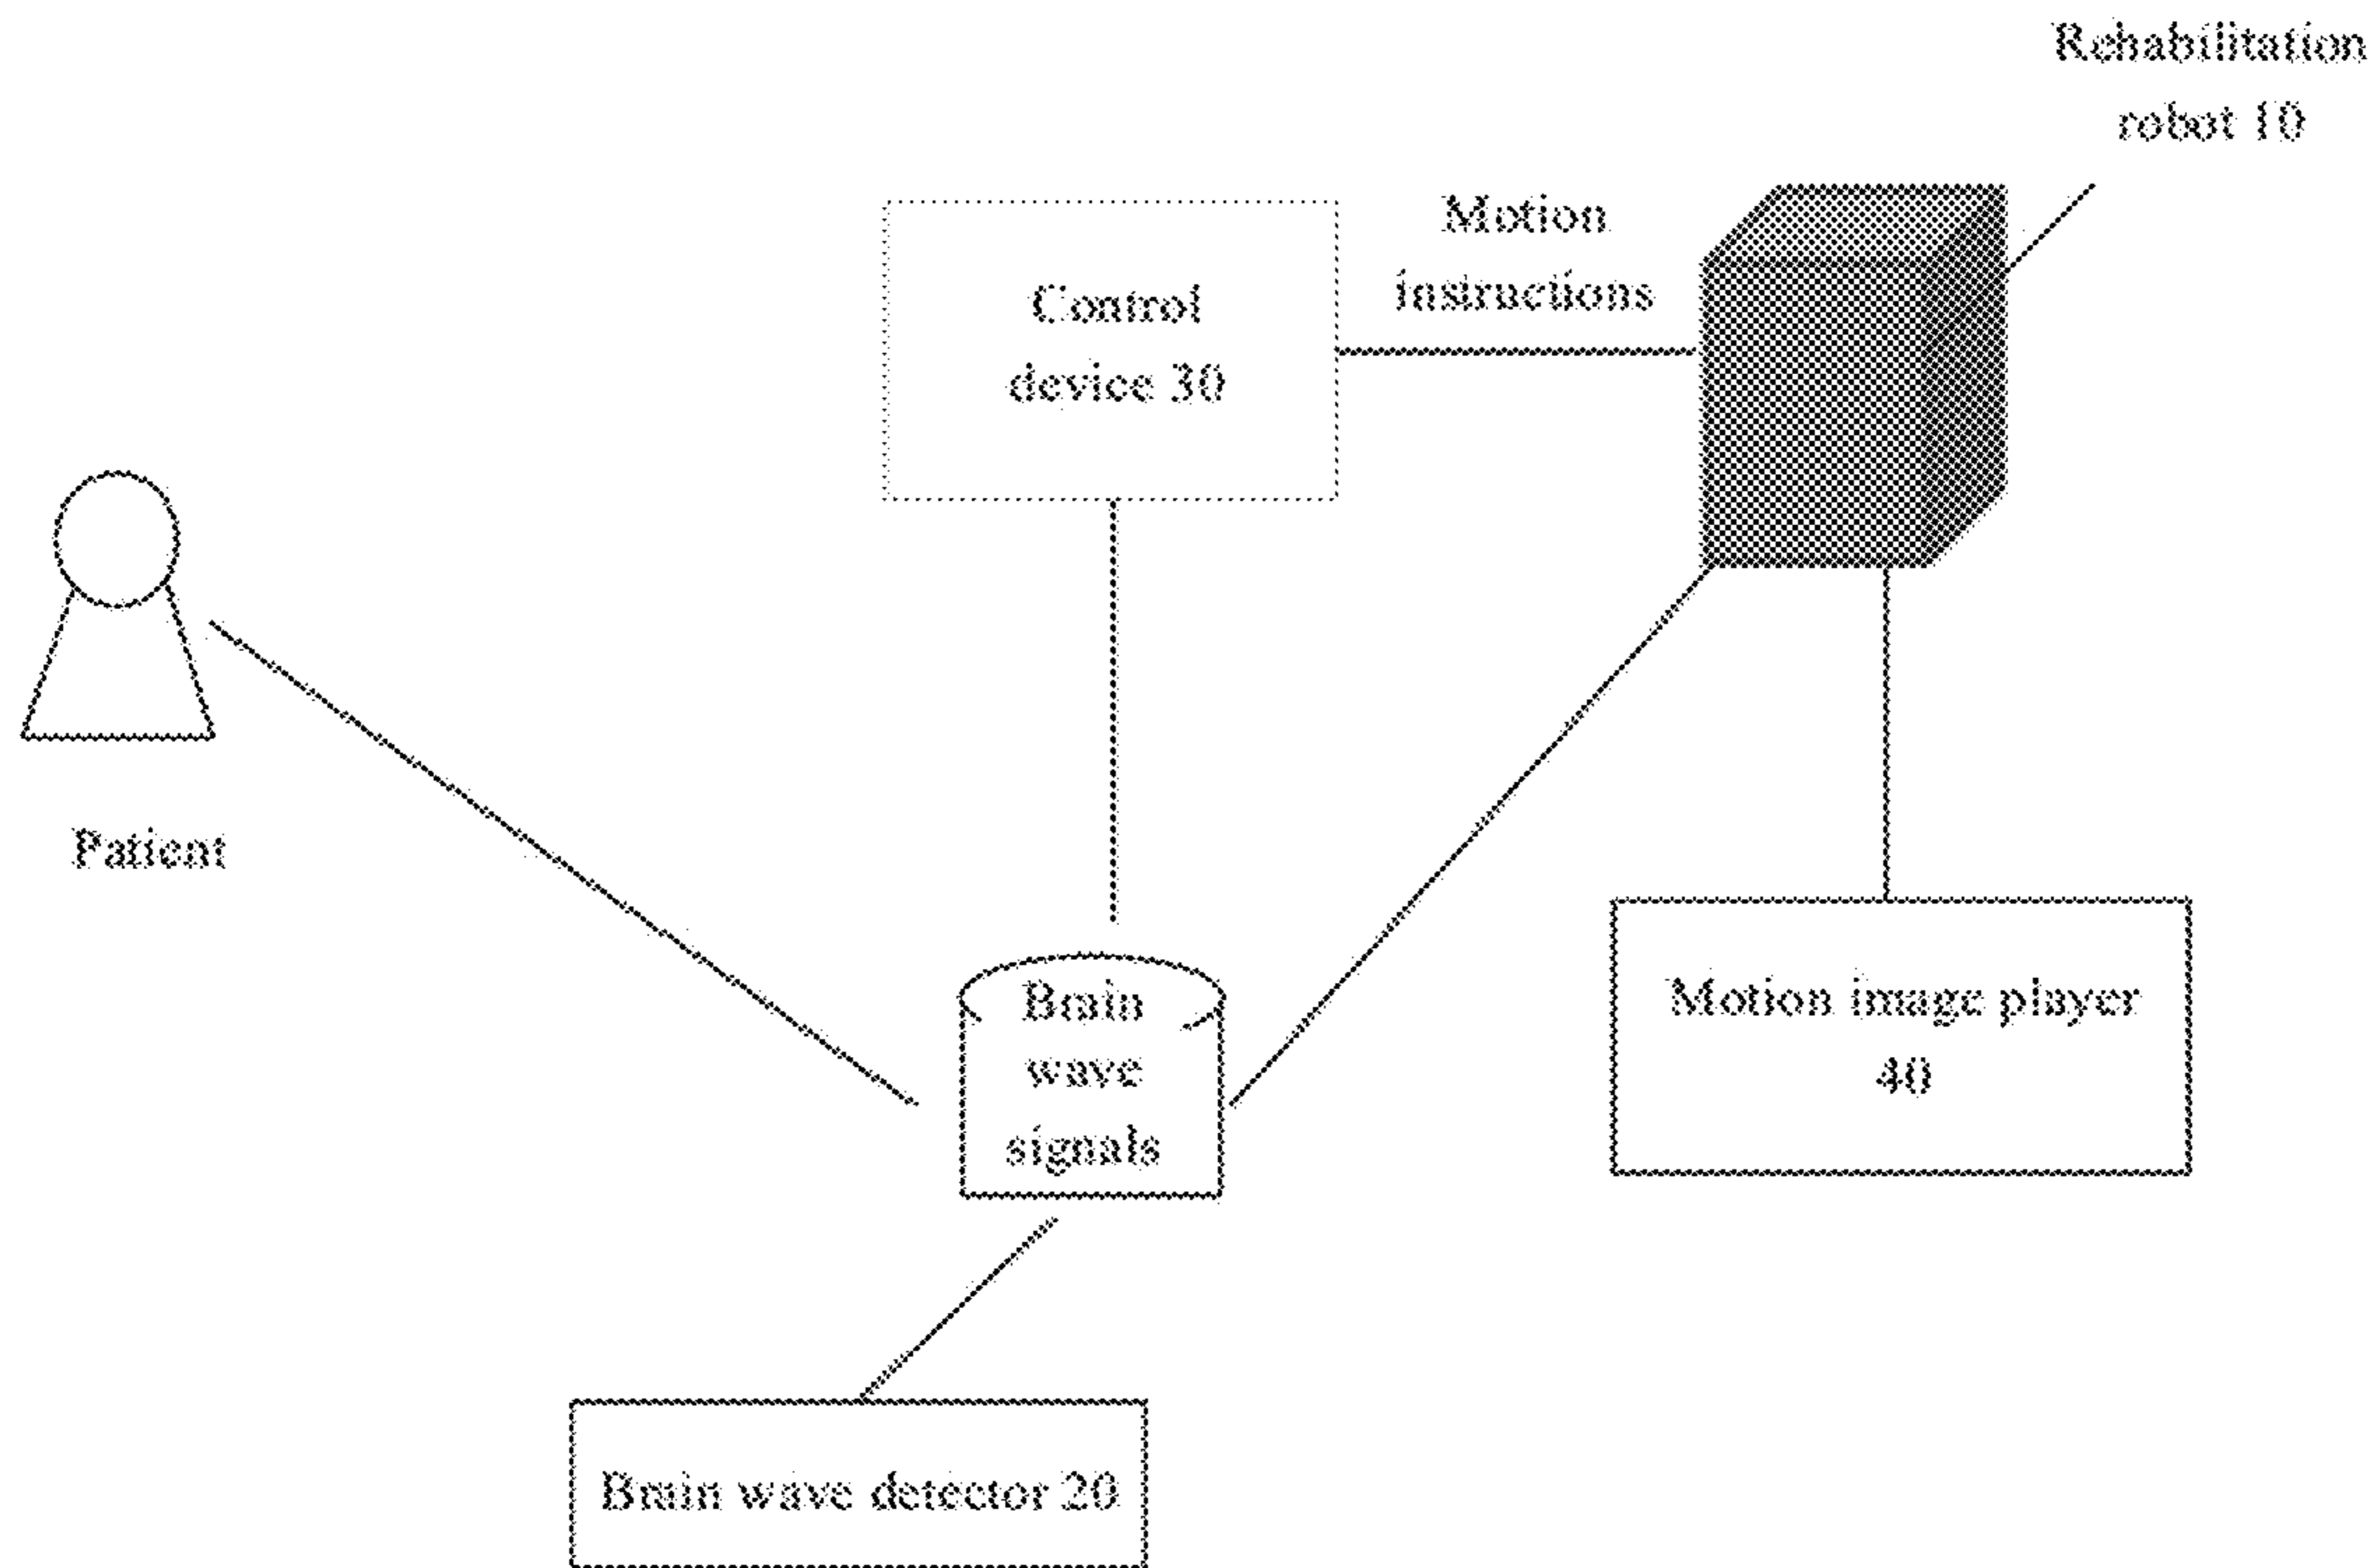 Rehabilitation
robot 10
Motion
instructions
Control
device 30
Patient
Brain
wave
signals
Motion image player
40
Brain wave detector 20